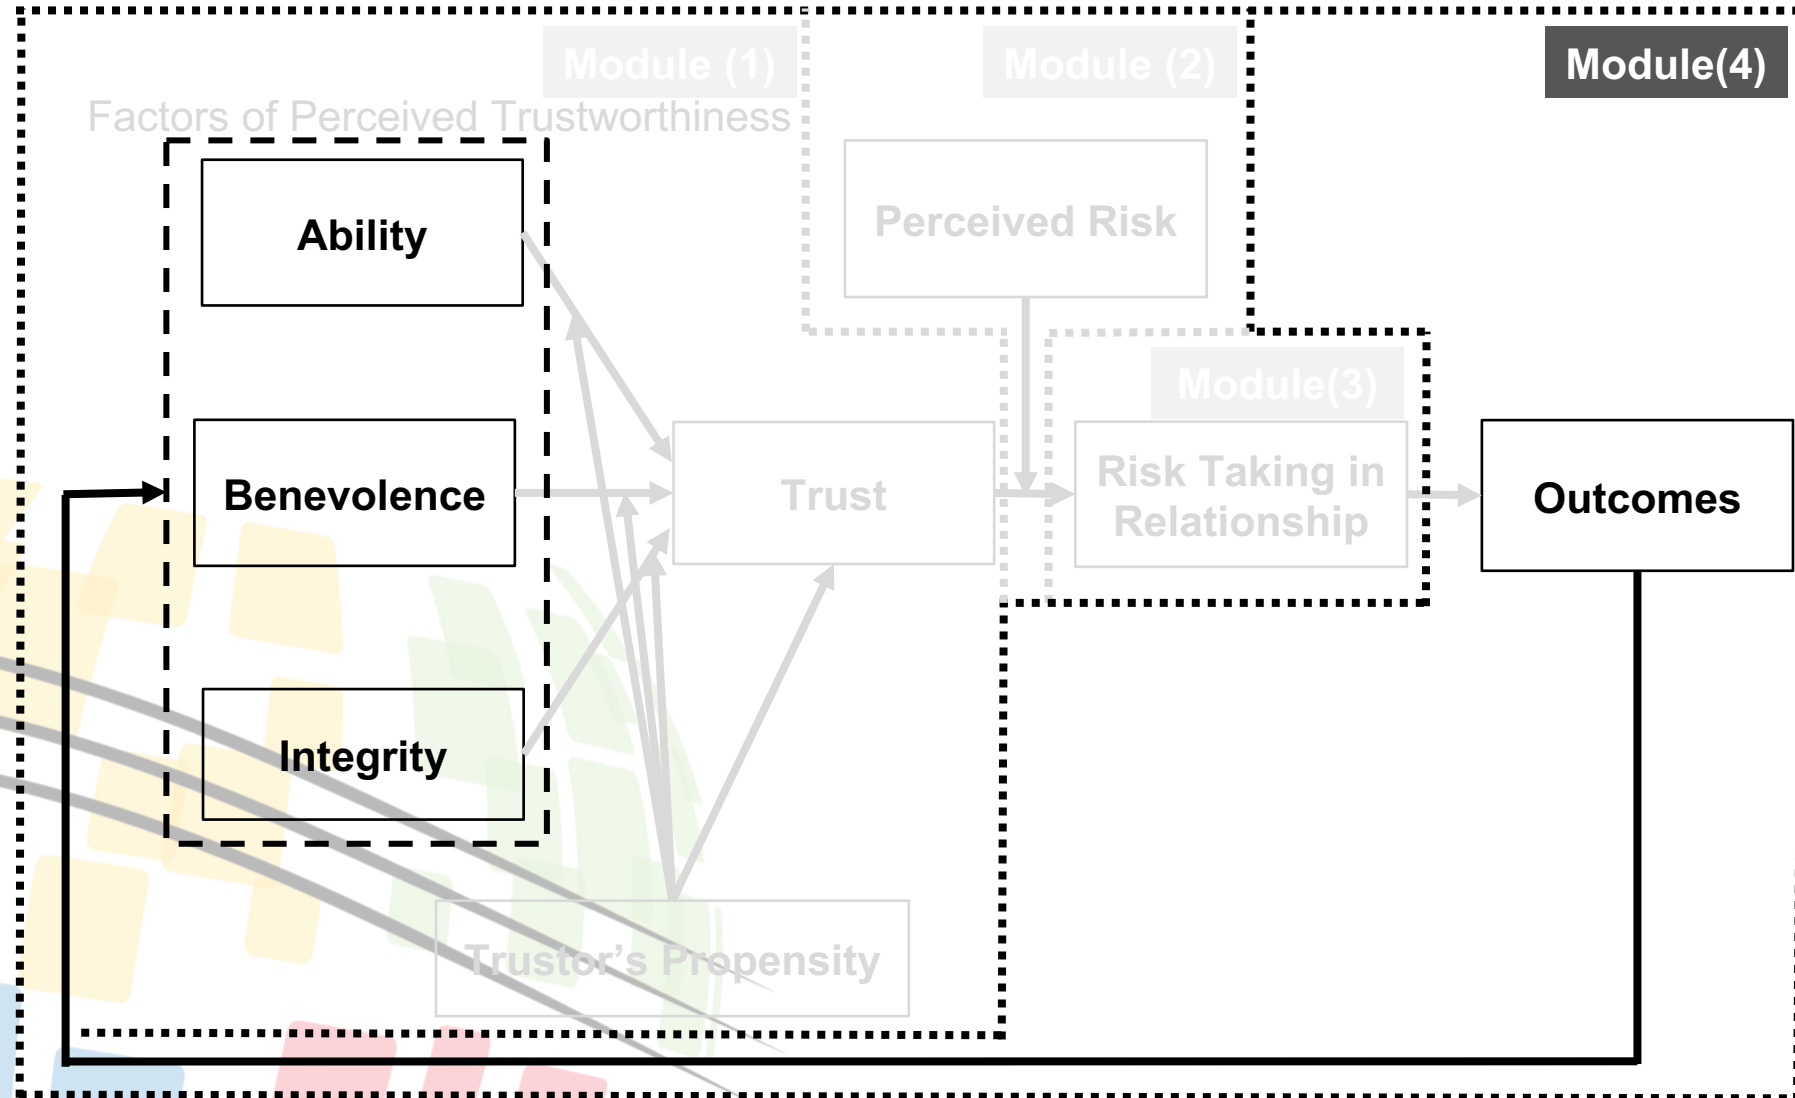 Module (1)
Module (2)
Module(4)
Factors of Perceived Trustworthiness
Ability
Perceived Risk
Module(3)
Benevolence
Trust
Risk Taking in
Relationship
Outcomes
Integrity
Trustor’s Propensity